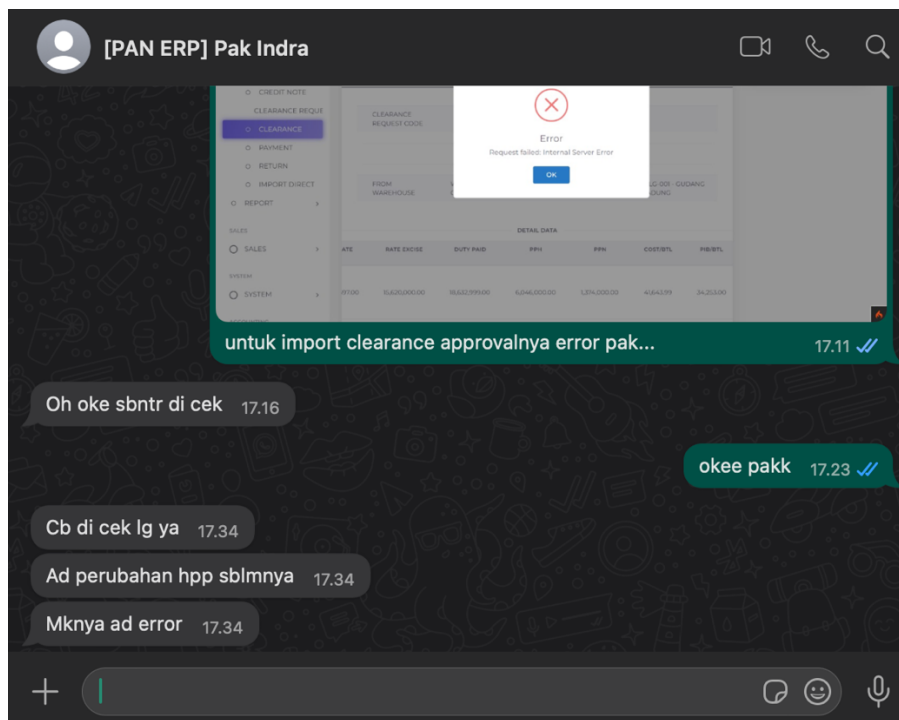 [PAN ERP] Pak Indra
CREDIT NOTE
CLEARANCE REQUE
CLEARANCE
PAYMENT
RETURN
IMPORT DIRECT
REPORT
SALES
SALES
SYSTEM
SYSTEM
CLEARANCE
REQUEST CODE
Error
Request failed: Internal Server Error
OK
FROM
WAREHOUSE
DETAIL DATA
ATE RATE EXCISE DUTY PAID PPH PPN COST/BTL PIB/BTL
untuk import clearance approvalnya error pak... 17.11
Oh oke sbntr di cek 17.16
okee pakk 17.23
Cb di cek lg ya 17.34
Ad perubahan hpp sblmnya 17.34
Mknya ad error 17.34